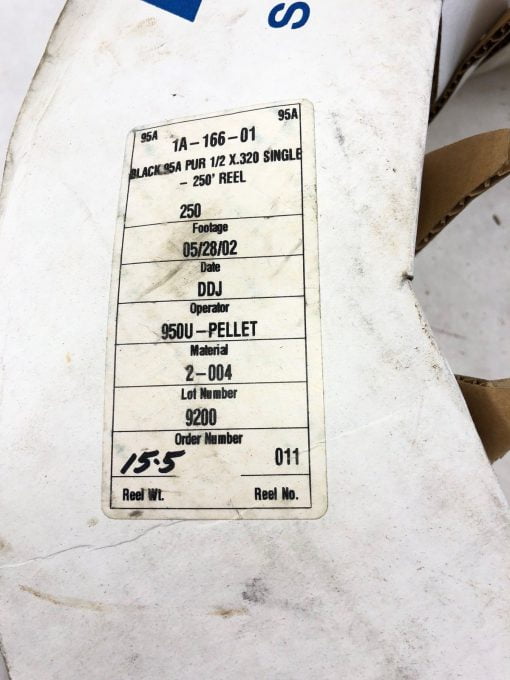 S
95A 95A
1A-166-01
BLACK 95A PUR 1/2 X.320 SINGLE
- 250' REEL
250
Footage
05/28/02
Date
DDJ
Operator
950U-PELLET
Material
2-004
Lot Number
9200
Order Number
15.5 011
Reel Wt. Reel No.